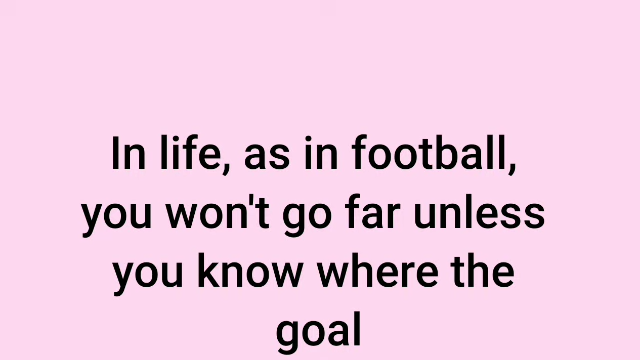 In life, as in football,
you won't go far unless
you know where the
goal